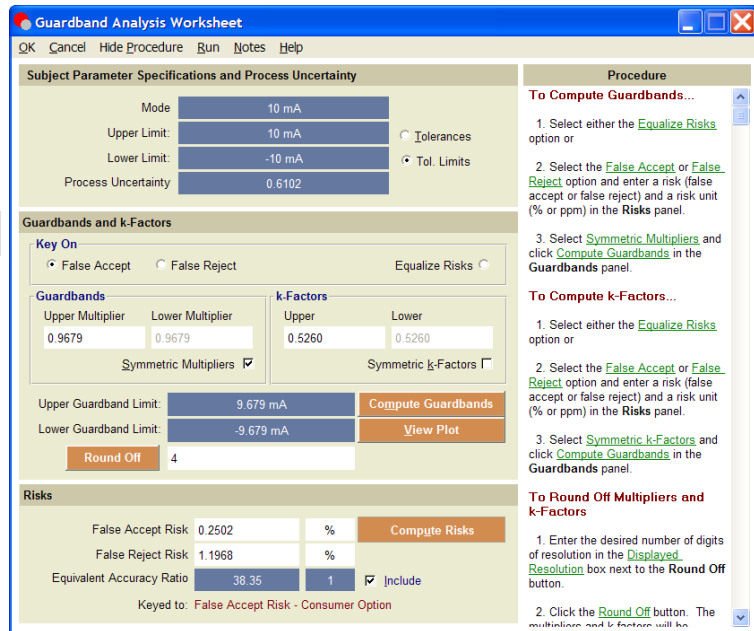 Guardband Analysis Worksheet
OK Cancel Hide Procedure Run Notes Help
Subject Parameter Specifications and Process Uncertainty
Mode 10 mA
Upper Limit: 10 mA
Lower Limit: -10 mA
Process Uncertainty 0.6102
Tolerances
Tol. Limits
Guardbands and k-Factors
Key On
False Accept False Reject Equalize Risks
Guardbands
Upper Multiplier Lower Multiplier
0.9679 0.9679
Symmetric Multipliers
k-Factors
Upper Lower
0.5260 0.5260
Symmetric k-Factors
Upper Guardband Limit: 9.679 mA Compute Guardbands
Lower Guardband Limit: -9.679 mA View Plot
Round Off 4
Risks
False Accept Risk 0.2502 % Compute Risks
False Reject Risk 1.1968 %
Equivalent Accuracy Ratio 38.35 1 Include
Keyed to: False Accept Risk - Consumer Option
Procedure
To Compute Guardbands...
1. Select either the Equalize Risks
option or
2. Select the False Accept or False
Reject option and enter a risk (false
accept or false reject) and a risk unit
(% or ppm) in the Risks panel.
3. Select Symmetric Multipliers and
click Compute Guardbands in the
Guardbands panel.
To Compute k-Factors...
1. Select either the Equalize Risks
option or
2. Select the False Accept or False
Reject option and enter a risk (false
accept or false reject) and a risk unit
(% or ppm) in the Risks panel.
3. Select Symmetric k-Factors and
click Compute Guardbands in the
Guardbands panel.
To Round Off Multipliers and
k-Factors
1. Enter the desired number of digits
of resolution in the Displayed
Resolution box next to the Round Off
button.
2. Click the Round Off button. The
multipliers and k factors will be